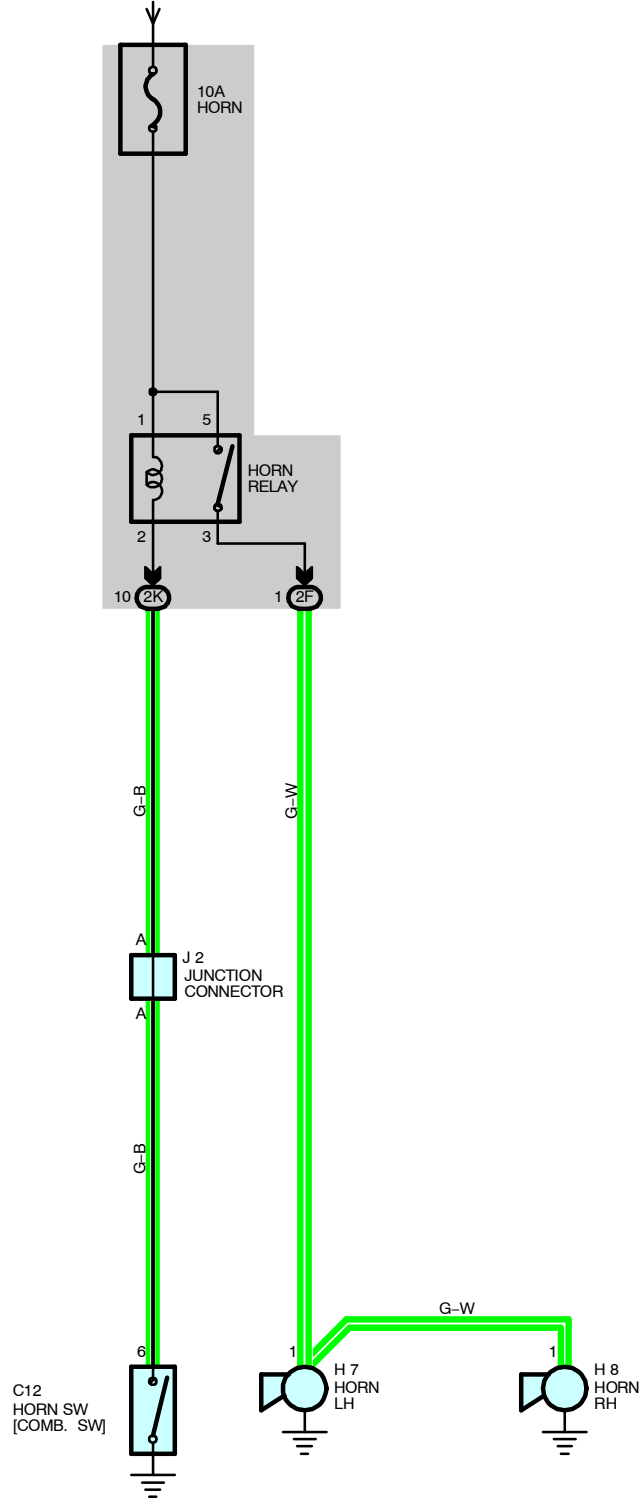 10A
HORN
1
5
HORN
RELAY
2
3
10
2K
1
2F
G-B
G-W
A
J 2
JUNCTION
CONNECTOR
A
G-B
G-W
6
1
1
C12
HORN SW
[COMB. SW]
H 7
HORN
LH
H 8
HORN
RH